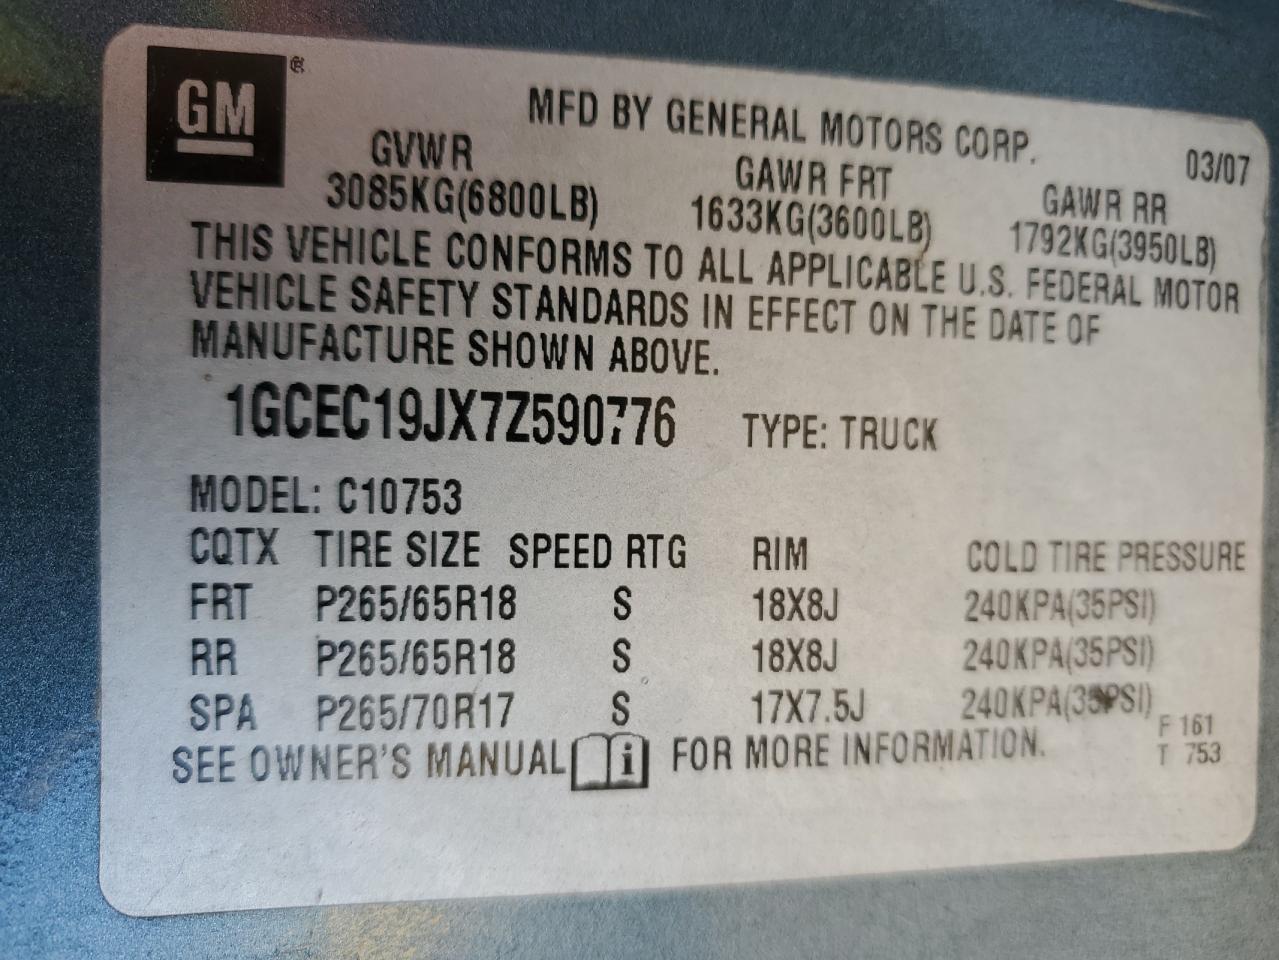 GM ®
MFD BY GENERAL MOTORS CORP.
03/07
GVWR GAWR FRT GAWR RR
3085KG(6800LB) 1633KG(3600LB) 1792KG(3950LB)
THIS VEHICLE CONFORMS TO ALL APPLICABLE U.S. FEDERAL MOTOR
VEHICLE SAFETY STANDARDS IN EFFECT ON THE DATE OF
MANUFACTURE SHOWN ABOVE.
1GCEC19JX7Z590776 TYPE: TRUCK
MODEL: C10753
CQTX TIRE SIZE SPEED RTG RIM COLD TIRE PRESSURE
FRT P265/65R18 S 18X8J 240KPA(35PSI)
RR P265/65R18 S 18X8J 240KPA(35PSI)
SPA P265/70R17 S 17X7.5J 240KPA(35PSI)
SEE OWNER'S MANUAL i FOR MORE INFORMATION.
F 161
T 753